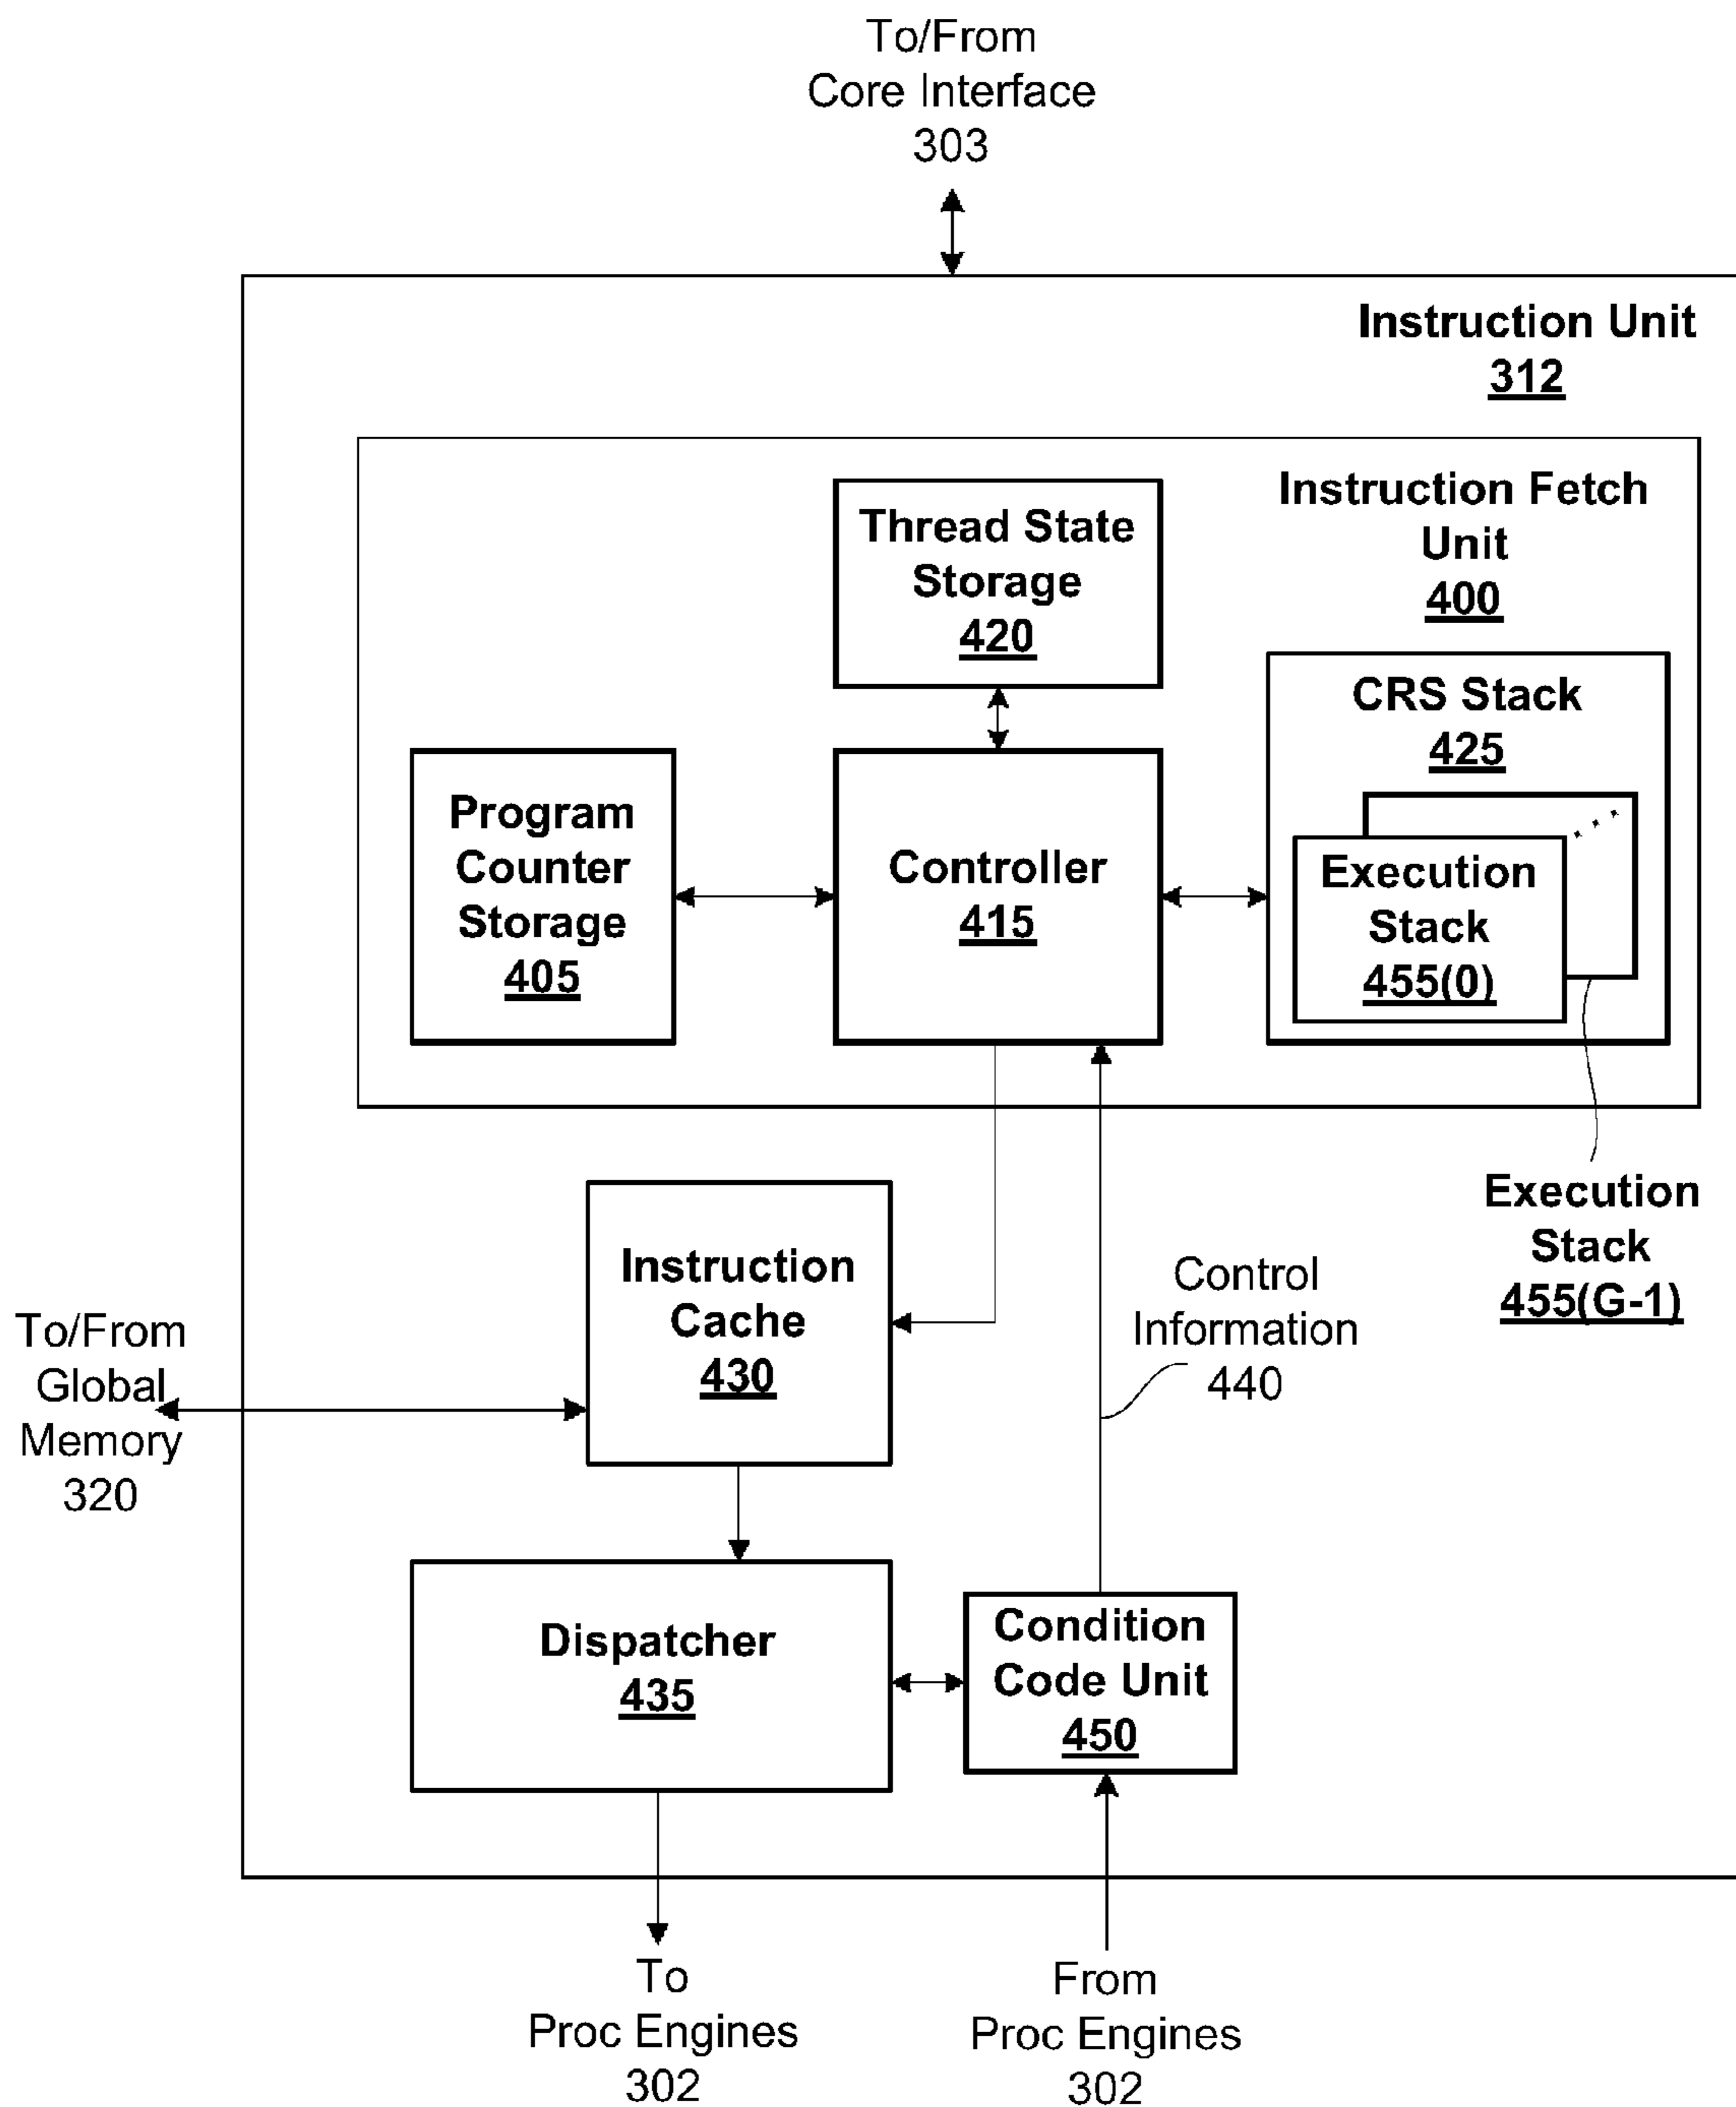 To/From
Core Interface
303
Instruction Unit
312
Instruction Fetch
Unit
400
Thread State
Storage
420
CRS Stack
425
Program
Counter
Storage
405
Controller
415
Execution
Stack
455(0)
Execution
Stack
455(G-1)
Instruction
Cache
430
Control
Information
440
To/From
Global
Memory
320
Dispatcher
435
Condition
Code Unit
450
To
Proc Engines
302
From
Proc Engines
302